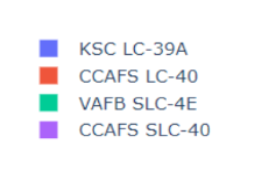 KSC LC-39A
CCAFS LC-40
VAFB SLC-4E
CCAFS SLC-40